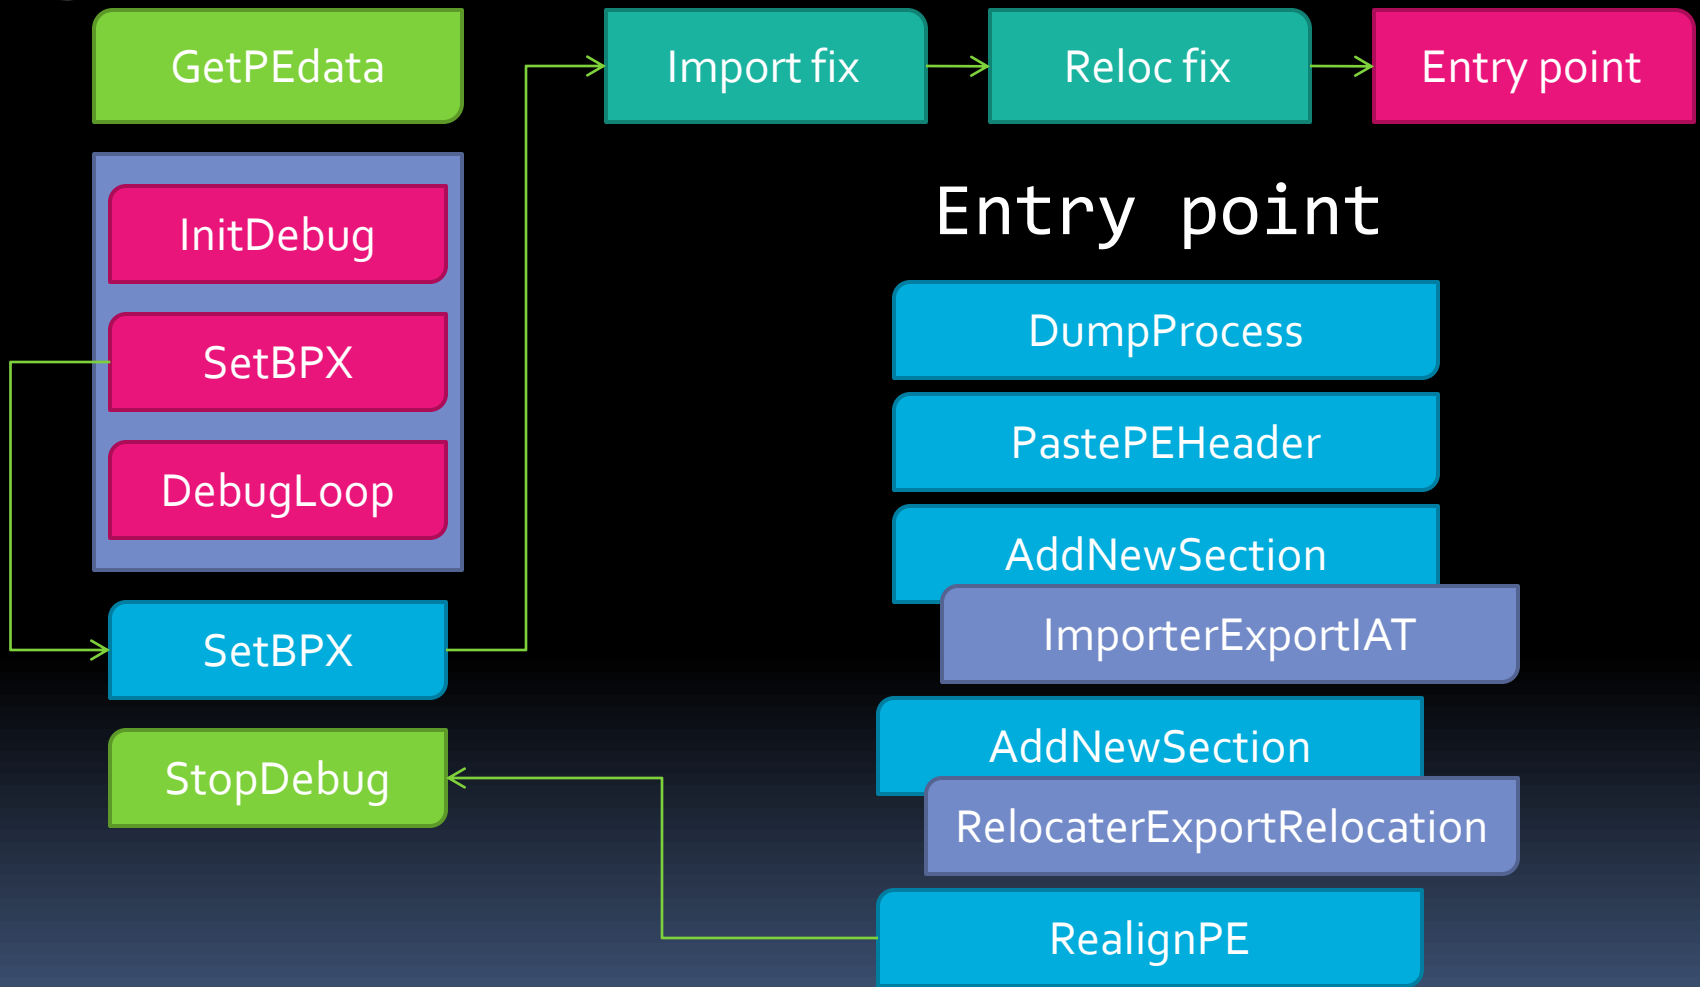 GetPEdata
Import fix
Reloc fix
Entry point
InitDebug
SetBPX
DebugLoop
SetBPX
StopDebug
Entry point
DumpProcess
PastePEHeader
AddNewSection
ImporterExportIAT
AddNewSection
RelocaterExportRelocation
RealignPE